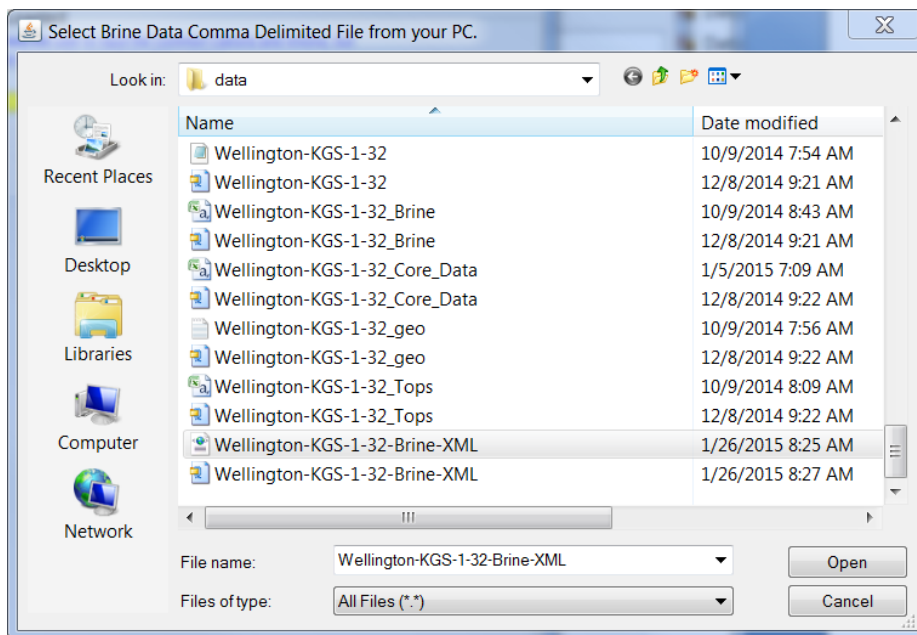 Select Brine Data Comma Delimited File from your PC.
Look in: data
Name Date modified
Wellington-KGS-1-32 10/9/2014 7:54 AM
Wellington-KGS-1-32 12/8/2014 9:21 AM
Wellington-KGS-1-32_Brine 10/9/2014 8:43 AM
Wellington-KGS-1-32_Brine 12/8/2014 9:21 AM
Wellington-KGS-1-32_Core_Data 1/5/2015 7:09 AM
Wellington-KGS-1-32_Core_Data 12/8/2014 9:22 AM
Wellington-KGS-1-32_geo 10/9/2014 7:56 AM
Wellington-KGS-1-32_geo 12/8/2014 9:22 AM
Wellington-KGS-1-32_Tops 10/9/2014 8:09 AM
Wellington-KGS-1-32_Tops 12/8/2014 9:22 AM
Wellington-KGS-1-32-Brine-XML 1/26/2015 8:25 AM
Wellington-KGS-1-32-Brine-XML 1/26/2015 8:27 AM
Recent Places
Desktop
Libraries
Computer
Network
File name: Wellington-KGS-1-32-Brine-XML Open
Files of type: All Files (*.*) Cancel